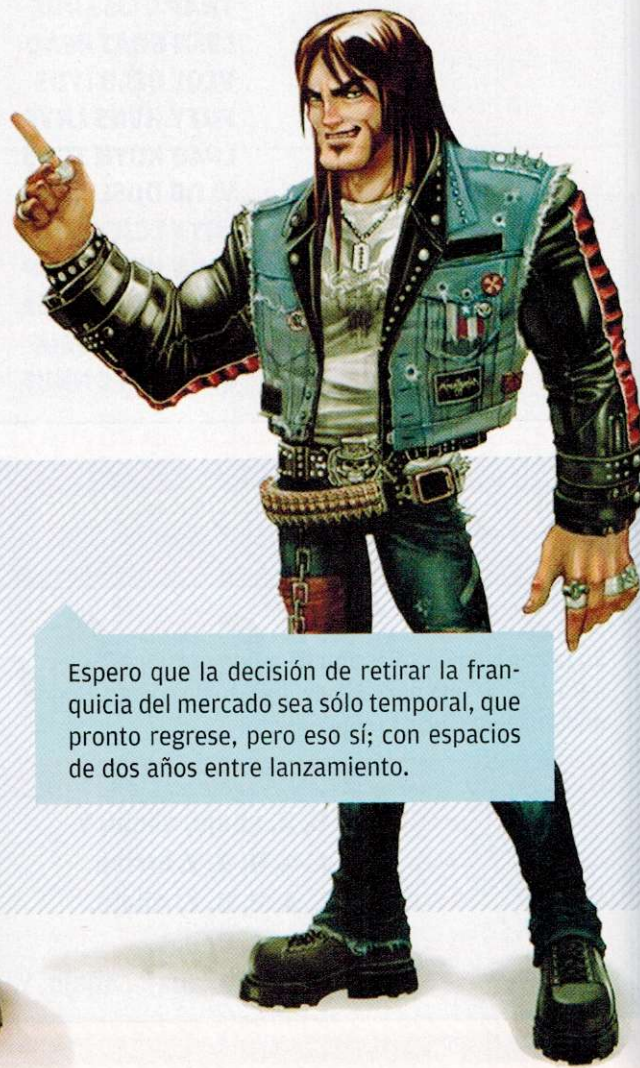 Espero que la decisión de retirar la fran-
quicia del mercado sea sólo temporal, que
pronto regrese, pero eso sí; con espacios
de dos años entre lanzamiento.